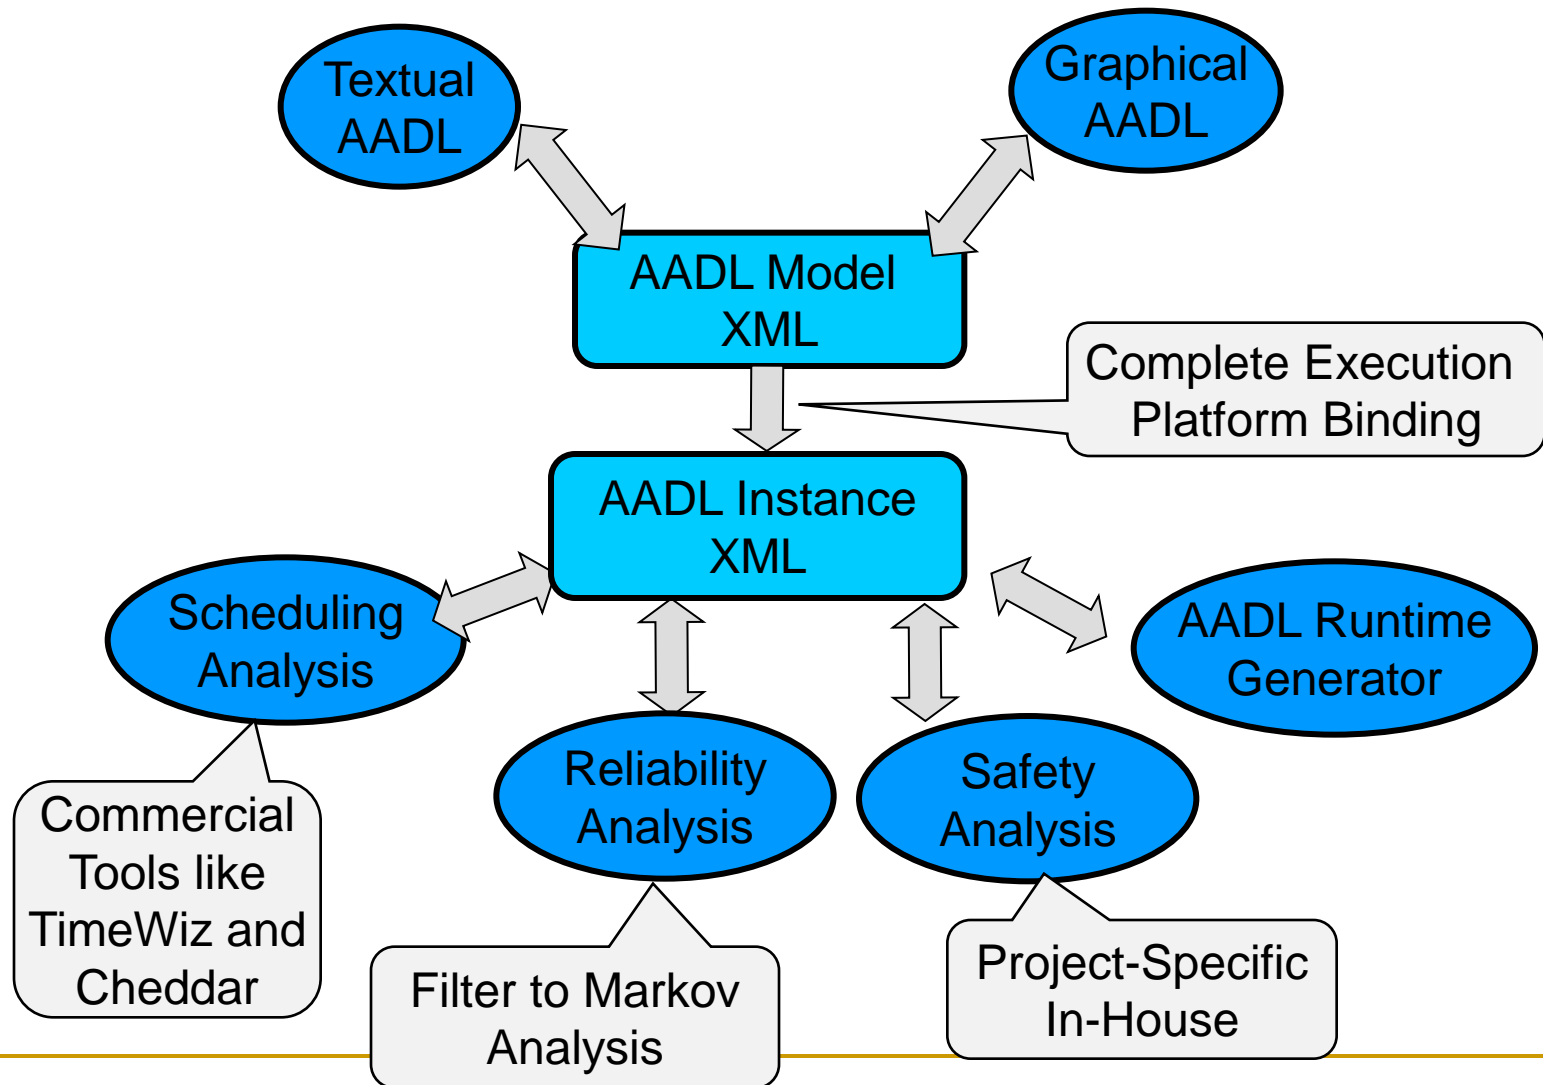 Textual
AADL
Graphical
AADL
AADL Model
XML
Complete Execution
Platform Binding
AADL Instance
XML
Scheduling
Analysis
AADL Runtime
Generator
Reliability
Analysis
Safety
Analysis
Commercial
Tools like
TimeWiz and
Cheddar
Filter to Markov
Analysis
Project-Specific
In-House